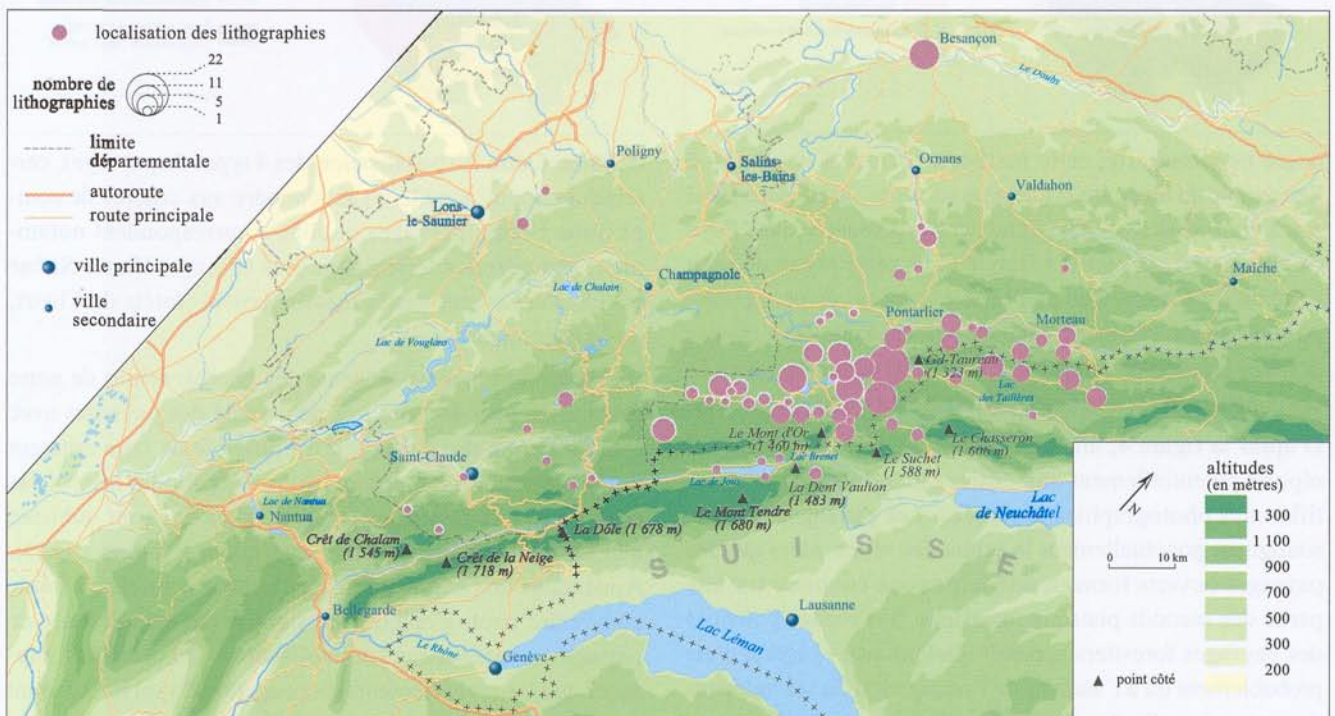 localisation des lithographies
nombre de
lithographies
22
11
5
1
limite
départementale
autoroute
route principale
ville principale
ville
secondaire
Besançon
Le Doubs
Poligny
Salins-
les-Bains
Ornans
Valdahon
Lons-
le-Saunier
Maîche
Champagnole
Lac de Chalain
Pontarlier
Morteau
Lac de Vouglans
Gd-Taureau
(1 323 m)
Lac
des Taillères
Le Mont d'Or
(1 460 m)
Le Chasseron
(1 606 m)
Saint-Claude
Lac Brenet
Le Suchet
(1 588 m)
Lac de Joux
La Dent Vaulion
(1 483 m)
Lac de Nantua
Nantua
Le Mont Tendre
(1 680 m)
Lac
de Neuchâtel
La Dôle (1 678 m)
Crêt de Chalam
(1 545 m)
Crêt de la Neige
(1 718 m)
SUISSE
Bellegarde
Lausanne
Lac Léman
Le Rhône
Genève
altitudes
(en mètres)
1 300
1 100
900
700
500
300
200
N
0 10 km
point côté